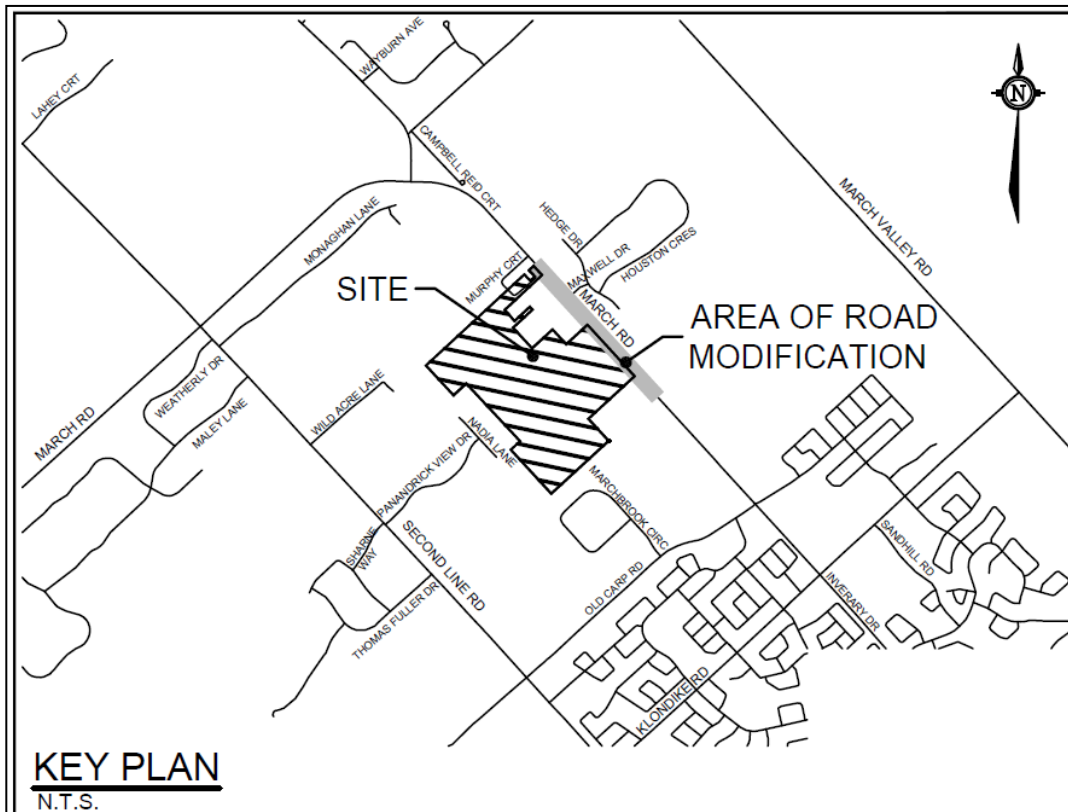 WAYBURN AVE
LAHEY CRT
N
CAMPBELL REID CRT
MARCH VALLEY RD
MONAGHAN LANE
HEDGE DR
MAXWELL DR
HOUSTON CRES
MURPHY CRT
SITE
MARCH RD
AREA OF ROAD
MODIFICATION
WEATHERLY DR
MALEY LANE
WILD ACRE LANE
MARCH RD
NADIA LANE
PANANDRICK VIEW DR
MARCHBROOK CIRC
SECOND LINE RD
SHARNE
WAY
THOMAS FULLER DR
OLD CARP RD
SANDHILL RD
INVERARY DR
KLONDIKE RD
KEY PLAN
N.T.S.